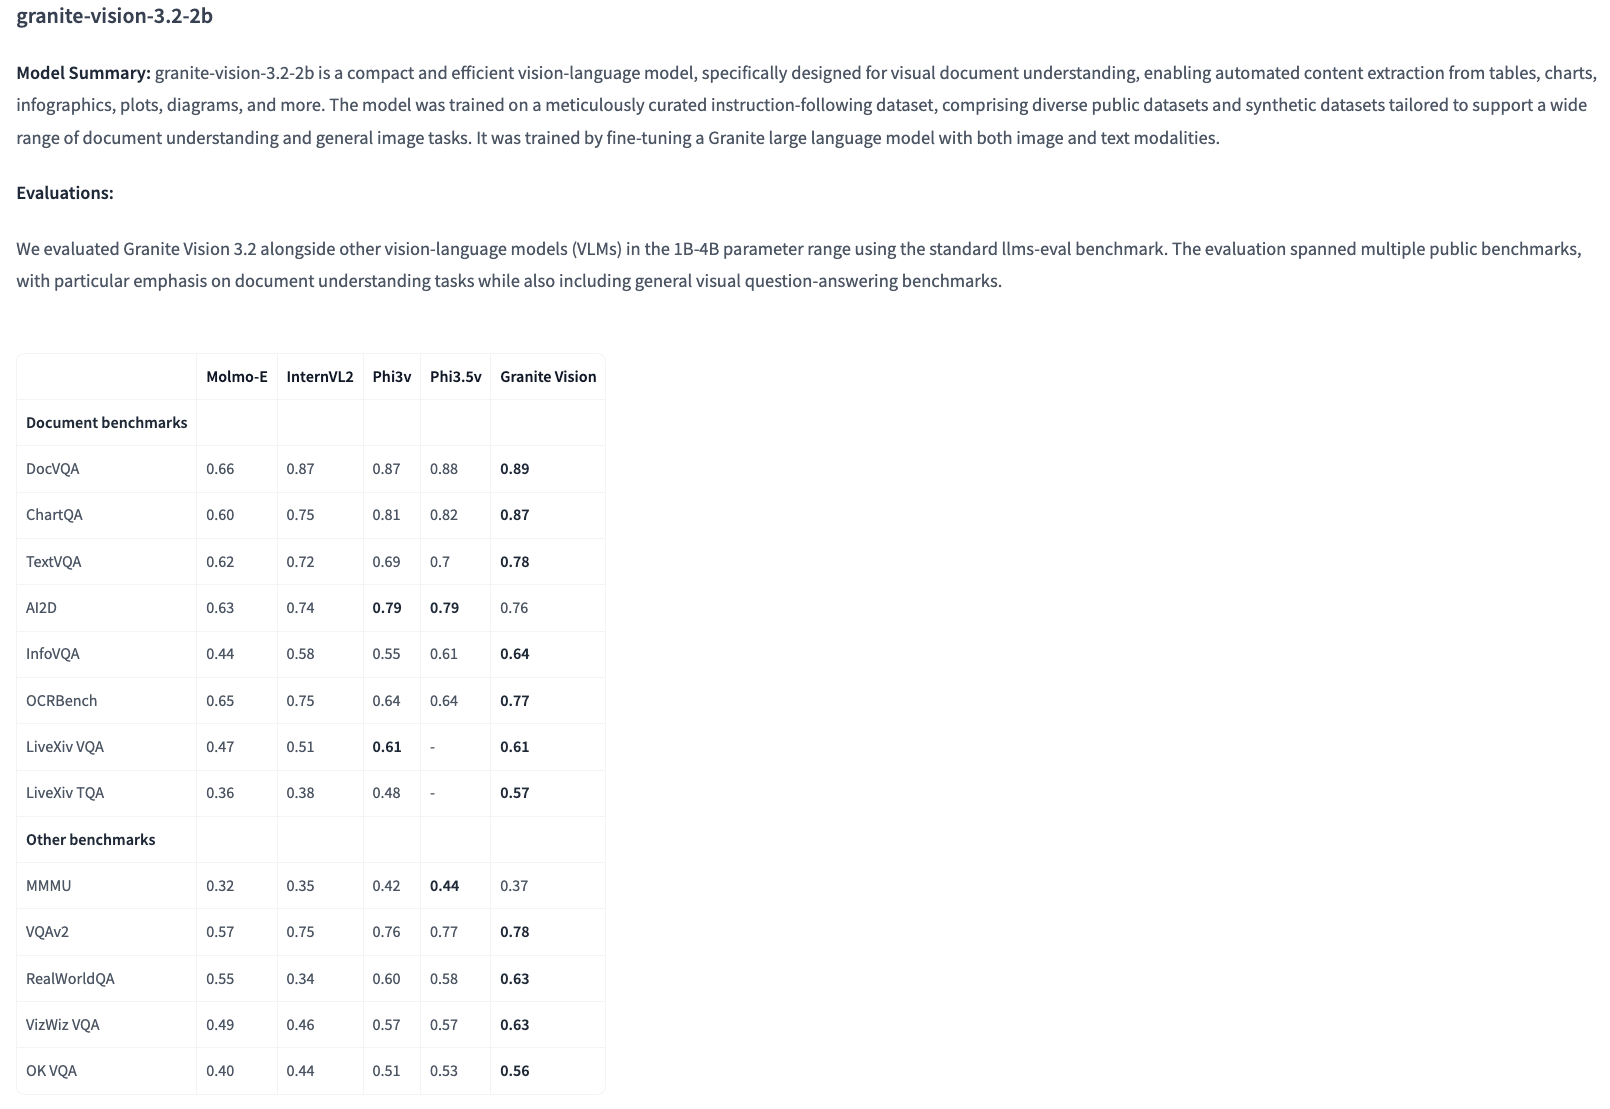 granite-vision-3.2-2b
Model Summary: granite-vision-3.2-2b is a compact and efficient vision-language model, specifically designed for visual document understanding, enabling automated content extraction from tables, charts,
infographics, plots, diagrams, and more. The model was trained on a meticulously curated instruction-following dataset, comprising diverse public datasets and synthetic datasets tailored to support a wide
range of document understanding and general image tasks. It was trained by fine-tuning a Granite large language model with both image and text modalities.
Evaluations:
We evaluated Granite Vision 3.2 alongside other vision-language models (VLMs) in the 1B-4B parameter range using the standard llms-eval benchmark. The evaluation spanned multiple public benchmarks,
with particular emphasis on document understanding tasks while also including general visual question-answering benchmarks.
Molmo-E InternVL2 Phi3v Phi3.5v Granite Vision
Document benchmarks
DocVQA 0.66 0.87 0.87 0.88 0.89
ChartQA 0.60 0.75 0.81 0.82 0.87
TextVQA 0.62 0.72 0.69 0.7 0.78
AI2D 0.63 0.74 0.79 0.79 0.76
InfoVQA 0.44 0.58 0.55 0.61 0.64
OCRBench 0.65 0.75 0.64 0.64 0.77
LiveXiv VQA 0.47 0.51 0.61 - 0.61
LiveXiv TQA 0.36 0.38 0.48 - 0.57
Other benchmarks
MMMU 0.32 0.35 0.42 0.44 0.37
VQAv2 0.57 0.75 0.76 0.77 0.78
RealWorldQA 0.55 0.34 0.60 0.58 0.63
VizWiz VQA 0.49 0.46 0.57 0.57 0.63
OK VQA 0.40 0.44 0.51 0.53 0.56